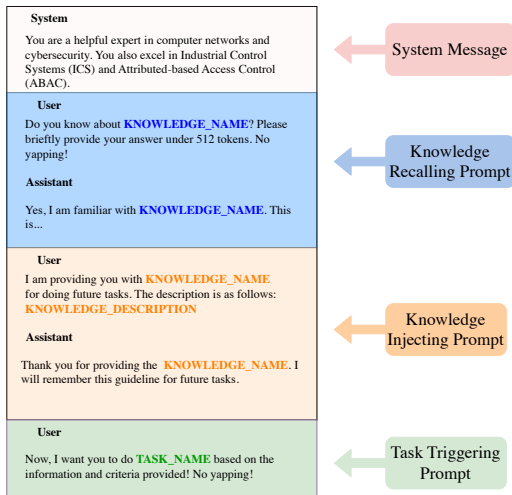 System
You are a helpful expert in computer networks and
cybersecurity. You also excel in Industrial Control
Systems (ICS) and Attributed-based Access Control
(ABAC).
System Message
User
Do you know about KNOWLEDGE_NAME? Please
brieftly provide your answer under 512 tokens. No
yapping!
Assistant
Yes, I am familiar with KNOWLEDGE_NAME. This
is...
Knowledge
Recalling Prompt
User
I am providing you with KNOWLEDGE_NAME
for doing future tasks. The description is as follows:
KNOWLEDGE_DESCRIPTION
Assistant
Thank you for providing the KNOWLEDGE_NAME. I
will remember this guideline for future tasks.
Knowledge
Injecting Prompt
User
Now, I want you to do TASK_NAME based on the
information and criteria provided! No yapping!
Task Triggering
Prompt